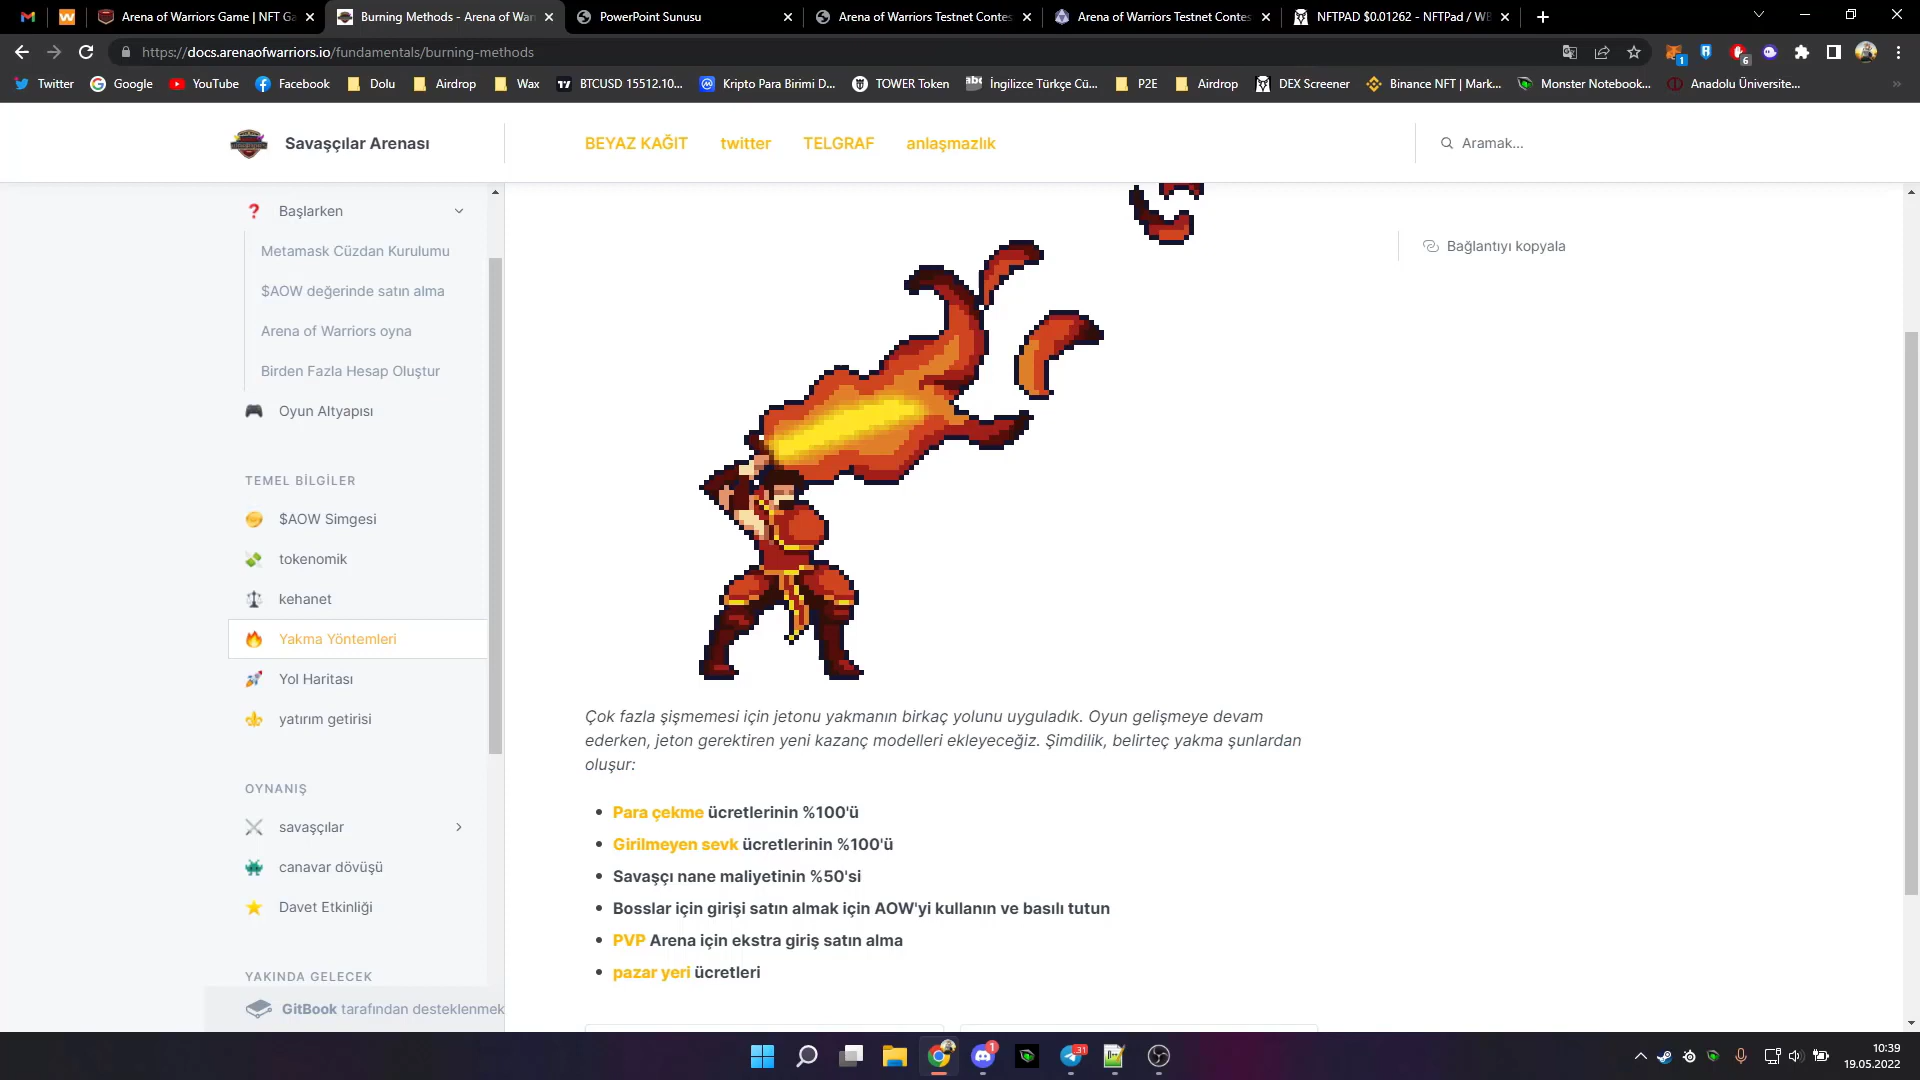 Arena of Warriors Game | NFT Ga
Burning Methods - Arena of War
PowerPoint Sunusu
Arena of Warriors Testnet Contes
Arena of Warriors Testnet Contes
NFTPAD $0.01262 - NFTPad / WB
https://docs.arenaofwarriors.io/fundamentals/burning-methods
1
6
Twitter
Google
YouTube
Facebook
Dolu
Airdrop
Wax
BTCUSD 15512.10...
Kripto Para Birimi D...
TOWER Token
İngilizce Türkçe Cü...
P2E
Airdrop
DEX Screener
Binance NFT | Mark...
Monster Notebook...
Anadolu Üniversite...
Savaşçılar Arenası
BEYAZ KAĞIT
twitter
TELGRAF
anlaşmazlık
Aramak...
Başlarken
Metamask Cüzdan Kurulumu
$AOW değerinde satın alma
Arena of Warriors oyna
Birden Fazla Hesap Oluştur
Oyun Altyapısı
TEMEL BİLGİLER
$AOW Simgesi
tokenomik
kehanet
Yakma Yöntemleri
Yol Haritası
yatırım getirisi
OYNANIŞ
savaşçılar
canavar dövüşü
Davet Etkinliği
YAKINDA GELECEK
GitBook tarafından desteklenmek
Bağlantıyı kopyala
Çok fazla şişmemesi için jetonu yakmanın birkaç yolunu uyguladık. Oyun gelişmeye devam
ederken, jeton gerektiren yeni kazanç modelleri ekleyeceğiz. Şimdilik, belirteç yakma şunlardan
oluşur:
Para çekme ücretlerinin %100'ü
Girilmeyen sevk ücretlerinin %100'ü
Savaşçı nane maliyetinin %50'si
Bosslar için girişi satın almak için AOW'yi kullanın ve basılı tutun
PVP Arena için ekstra giriş satın alma
pazar yeri ücretleri
1
31
10:39
19.05.2022